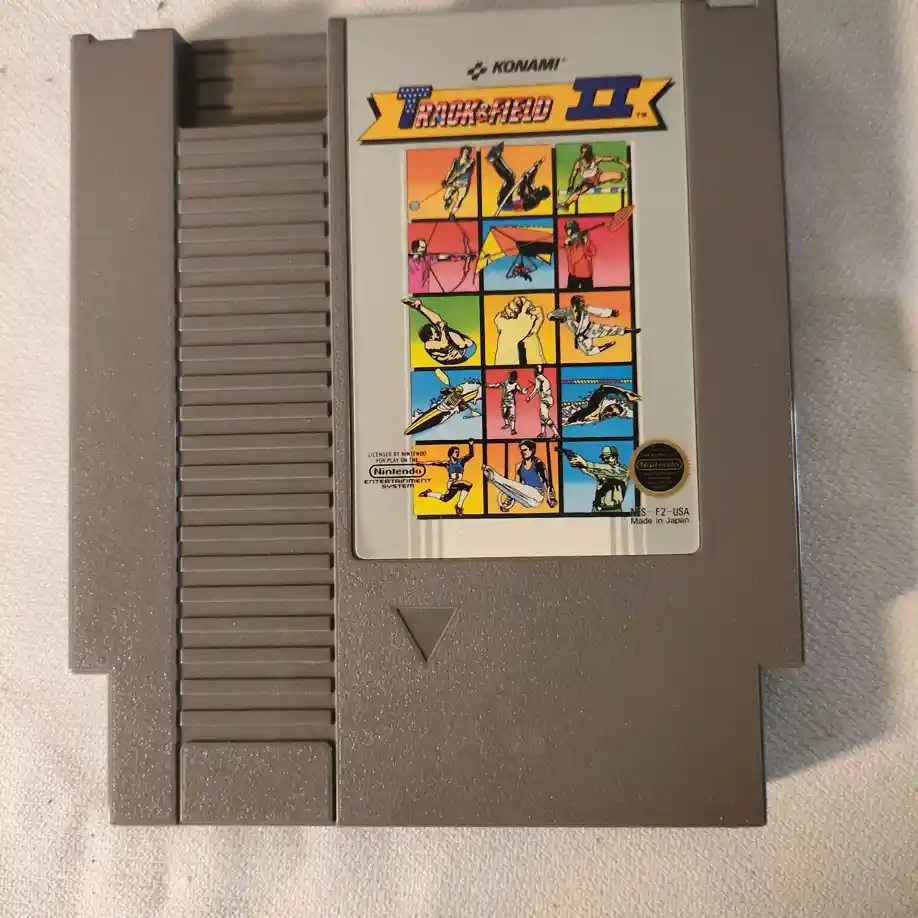 KONAMI
TRACK & FIELD II ™
LICENSED BY NINTENDO
FOR PLAY ON THE
Nintendo
ENTERTAINMENT
SYSTEM
Nintendo
NES-F2-USA
Made in Japan